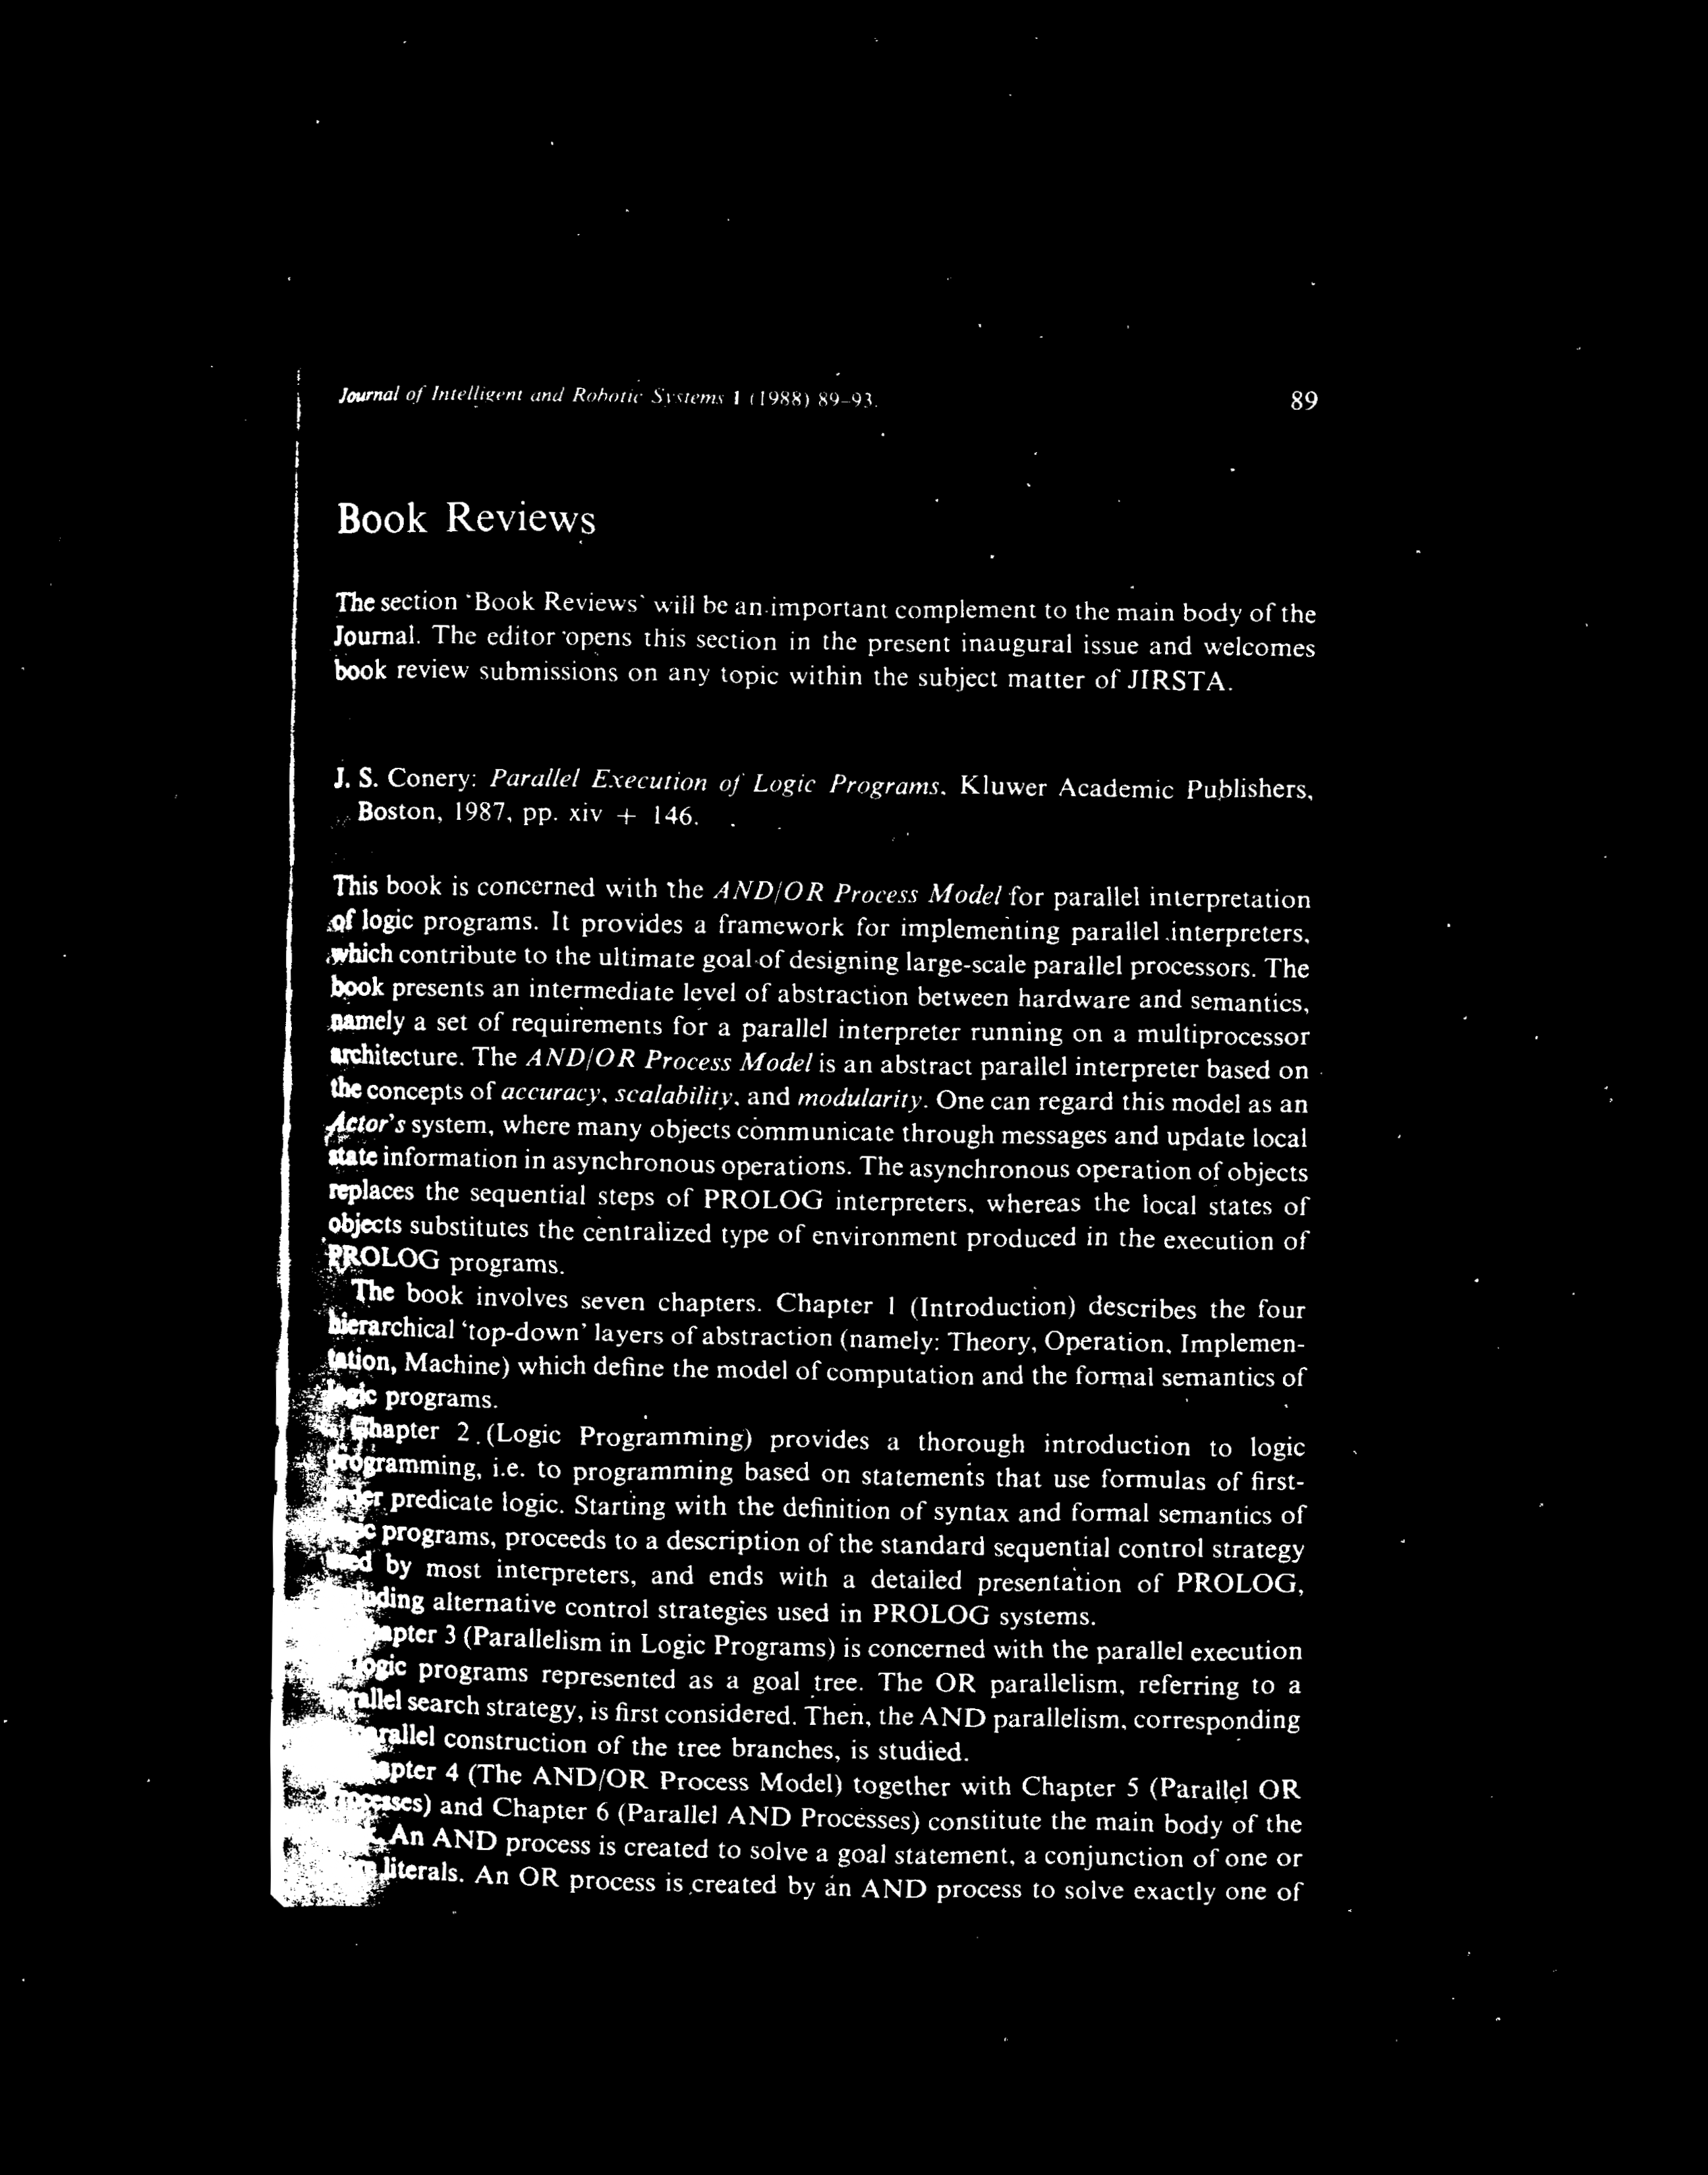 Journal of Intelligent and Robotic Systems 1 (1988) 89–93.
89
Book Reviews
The section 'Book Reviews' will be an important complement to the main body of the
Journal. The editor opens this section in the present inaugural issue and welcomes
book review submissions on any topic within the subject matter of JIRSTA.
J. S. Conery: Parallel Execution of Logic Programs, Kluwer Academic Publishers,
Boston, 1987, pp. xiv + 146.
This book is concerned with the AND/OR Process Model for parallel interpretation
of logic programs. It provides a framework for implementing parallel interpreters,
which contribute to the ultimate goal of designing large-scale parallel processors. The
book presents an intermediate level of abstraction between hardware and semantics,
namely a set of requirements for a parallel interpreter running on a multiprocessor
architecture. The AND/OR Process Model is an abstract parallel interpreter based on
the concepts of accuracy, scalability, and modularity. One can regard this model as an
Actor's system, where many objects communicate through messages and update local
state information in asynchronous operations. The asynchronous operation of objects
replaces the sequential steps of PROLOG interpreters, whereas the local states of
objects substitutes the centralized type of environment produced in the execution of
PROLOG programs.
The book involves seven chapters. Chapter 1 (Introduction) describes the four
hierarchical 'top-down' layers of abstraction (namely: Theory, Operation, Implemen-
tation, Machine) which define the model of computation and the formal semantics of
logic programs.
Chapter 2 (Logic Programming) provides a thorough introduction to logic
programming, i.e. to programming based on statements that use formulas of first-
order predicate logic. Starting with the definition of syntax and formal semantics of
programs, proceeds to a description of the standard sequential control strategy
used by most interpreters, and ends with a detailed presentation of PROLOG,
alternative control strategies used in PROLOG systems.
Chapter 3 (Parallelism in Logic Programs) is concerned with the parallel execution
logic programs represented as a goal tree. The OR parallelism, referring to a
parallel search strategy, is first considered. Then, the AND parallelism, corresponding
parallel construction of the tree branches, is studied.
Chapter 4 (The AND/OR Process Model) together with Chapter 5 (Parallel OR
Processes) and Chapter 6 (Parallel AND Processes) constitute the main body of the
An AND process is created to solve a goal statement, a conjunction of one or
literals. An OR process is created by an AND process to solve exactly one of